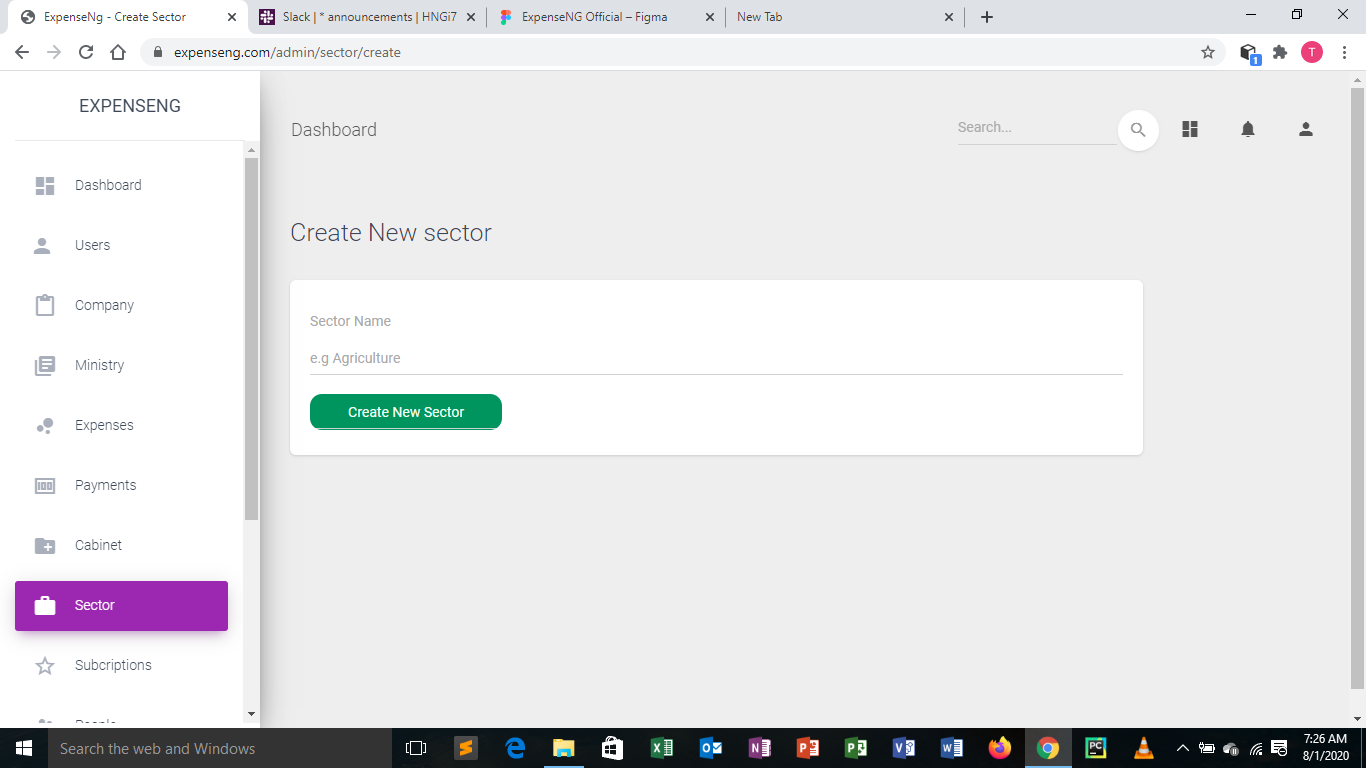 ExpenseNg - Create Sector
Slack | * announcements | HNGi7
ExpenseNG Official – Figma
New Tab
expenseng.com/admin/sector/create
1
T
EXPENSENG
Dashboard
Search...
Dashboard
Users
Company
Ministry
Expenses
Payments
Cabinet
Sector
Subcriptions
Create New sector
Sector Name
e.g Agriculture
Create New Sector
Search the web and Windows
7:26 AM
8/1/2020